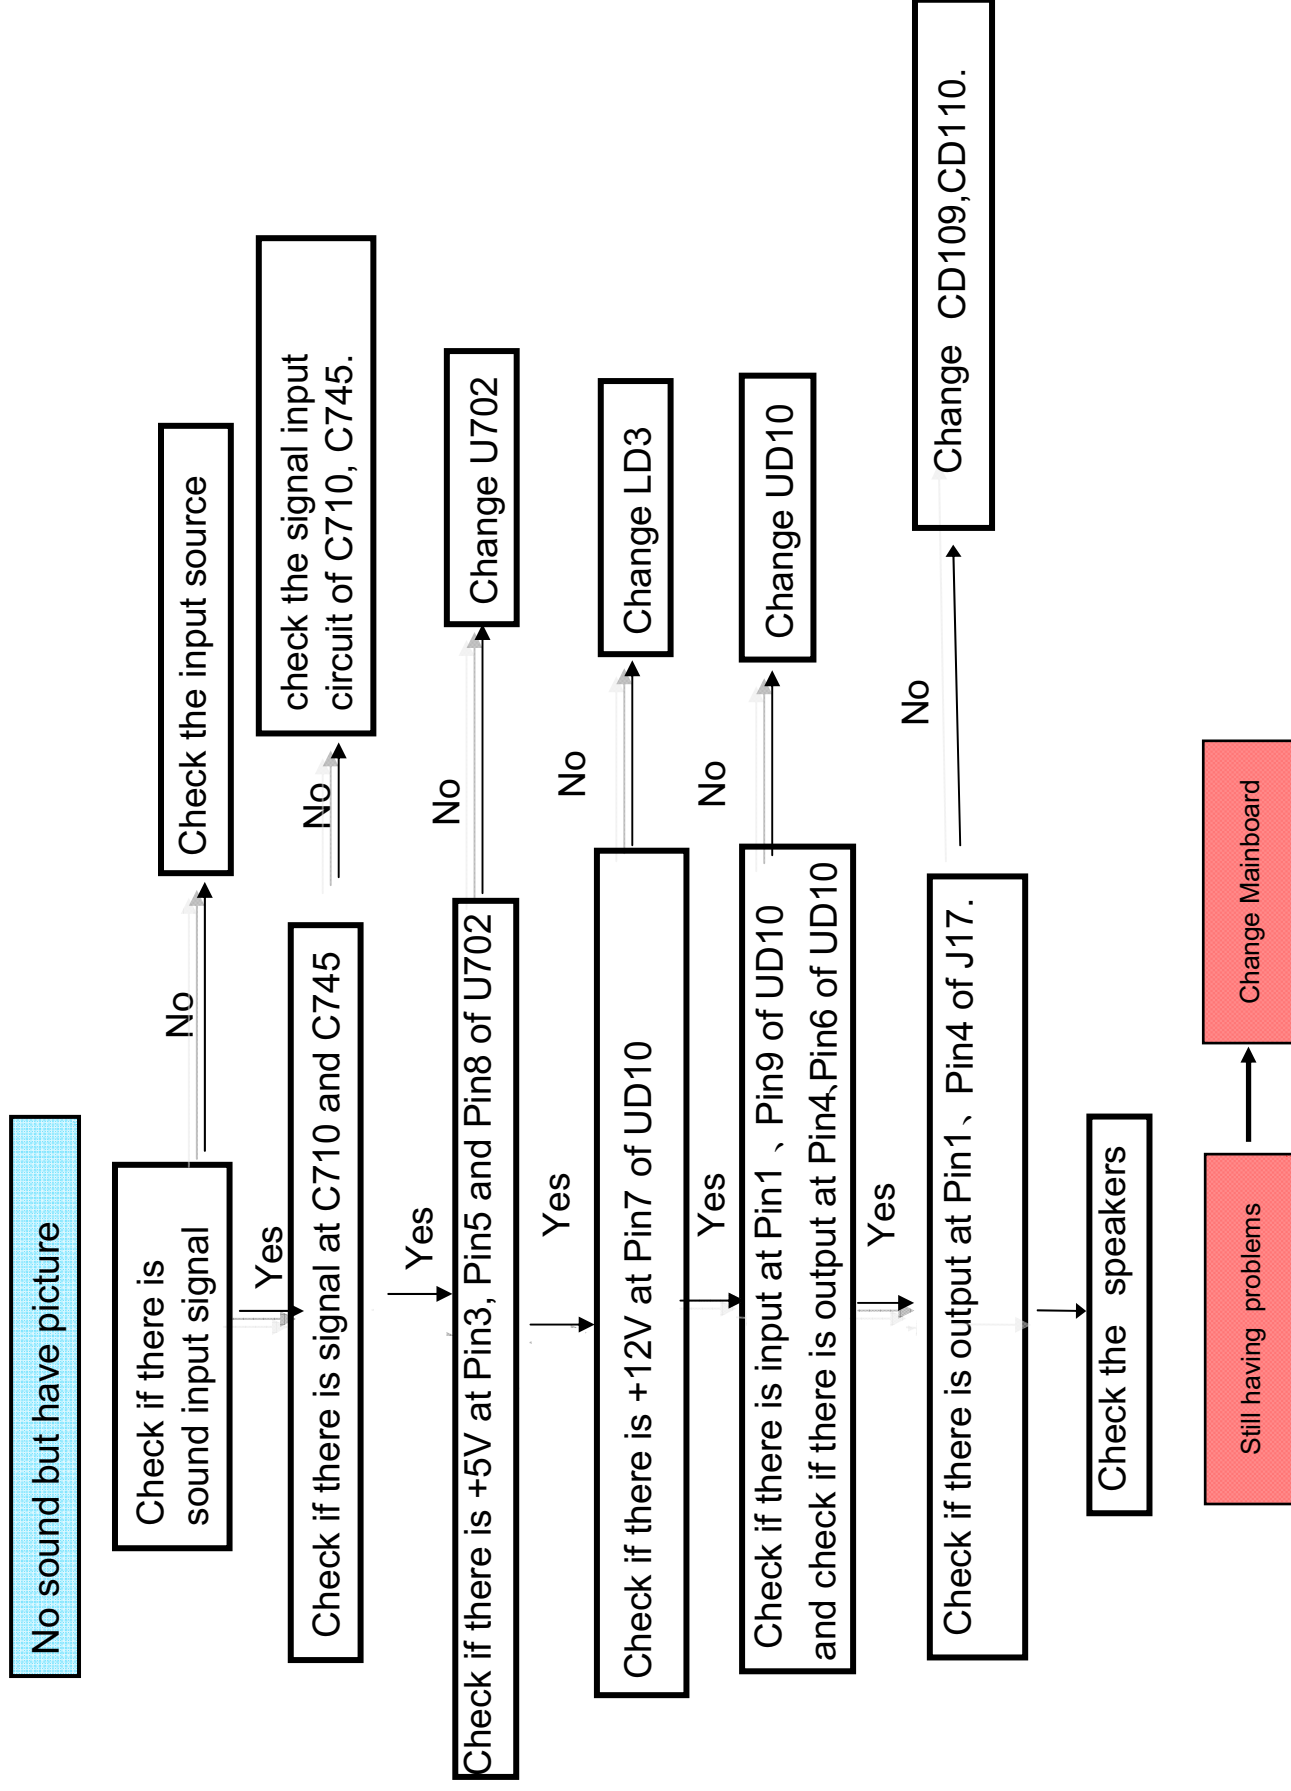 No sound but have picture
Check if there is
sound input signal
No
Check the input source
Yes
Check if there is signal at C710 and C745
No
check the signal input
circuit of C710, C745.
Yes
Check if there is +5V at Pin3, Pin5 and Pin8 of U702
No
Change U702
Yes
Check if there is +12V at Pin7 of UD10
No
Change LD3
Yes
Check if there is input at Pin1、Pin9 of UD10
and check if there is output at Pin4、Pin6 of UD10
No
Change UD10
Yes
Check if there is output at Pin1、Pin4 of J17.
No
Change CD109,CD110.
Check the speakers
Still having problems
Change Mainboard